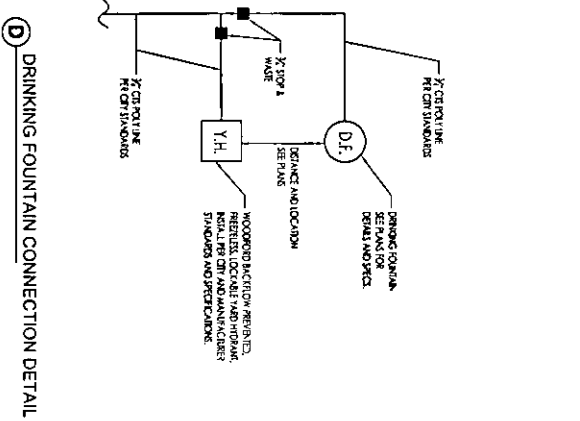 ¾" CTS POLY LINE
PER CITY STANDARDS
D.F.
DRINKING FOUNTAIN
SEE PLANS FOR
DETAILS AND SPECS.
¾" STOP &
WASTE
DISTANCE AND LOCATION
SEE PLANS
Y.H.
WOODFORD BACKFLOW PREVENTED,
FREEZELESS, LOCKABLE YARD HYDRANT,
INSTALL PER CITY AND MANUFACTURER
STANDARDS AND SPECIFICATIONS.
¾" CTS POLY LINE
PER CITY STANDARDS
D DRINKING FOUNTAIN CONNECTION DETAIL